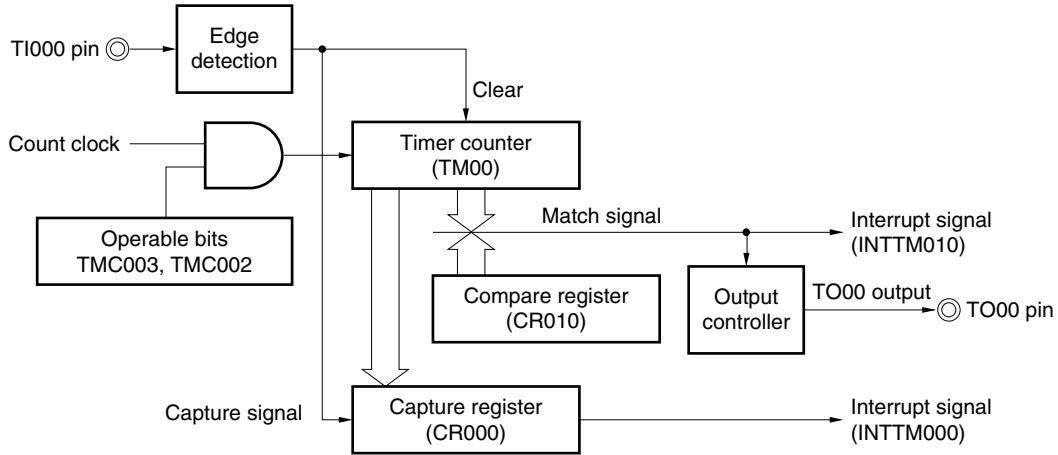 TI000 pin
Edge
detection
Clear
Count clock
Timer counter
(TM00)
Operable bits
TMC003, TMC002
Match signal
Interrupt signal
(INTTM010)
Compare register
(CR010)
Output
controller
TO00 output
TO00 pin
Capture signal
Capture register
(CR000)
Interrupt signal
(INTTM000)